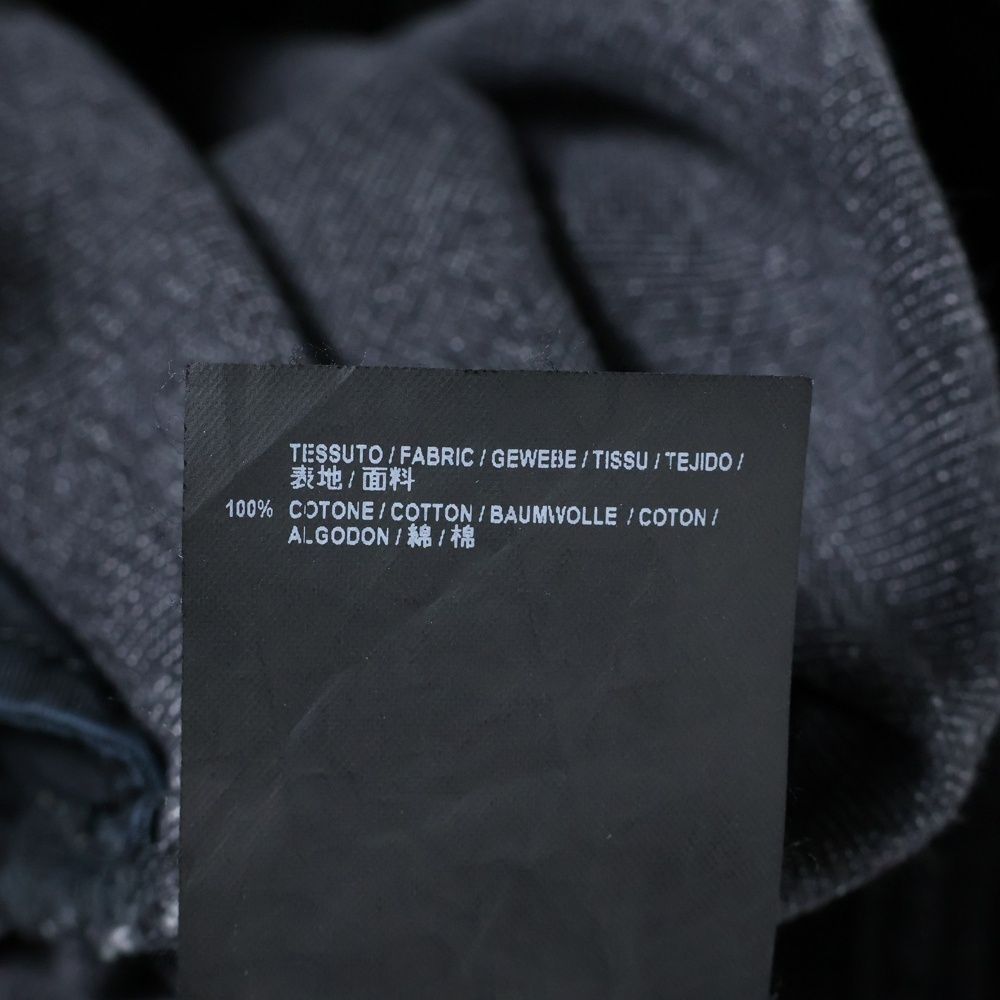 TESSUTO / FABRIC / GEWEBE / TISSU / TEJIDO /
表地 / 面料
100% COTONE / COTTON / BAUMWOLLE / COTON /
ALGODON / 綿 / 棉